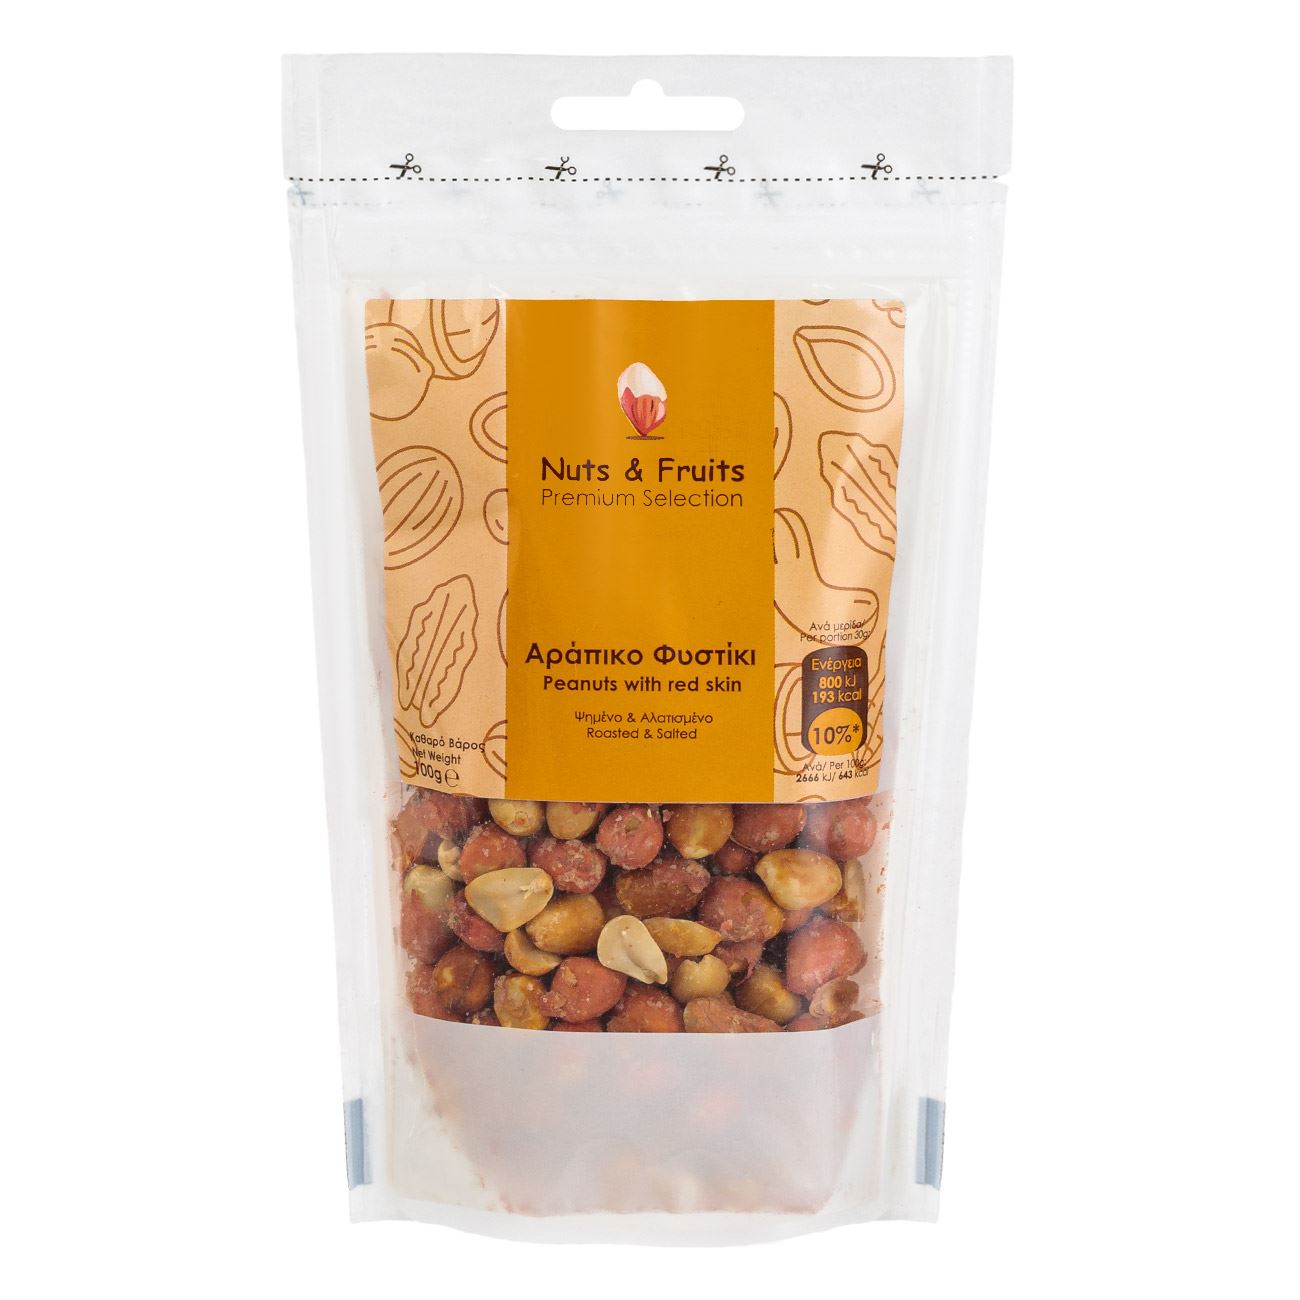 Nuts & Fruits
Premium Selection
Αράπικο Φυστίκι
Peanuts with red skin
Ψημένο & Αλατισμένο
Roasted & Salted
Καθαρό Βάρος
Net Weight
100g ℮
Ανά μερίδα/
Per portion 30g:
Ενέργεια
800 kJ
193 kcal
10%*
Ανά/ Per 100g:
2666 kJ/ 643 kcal